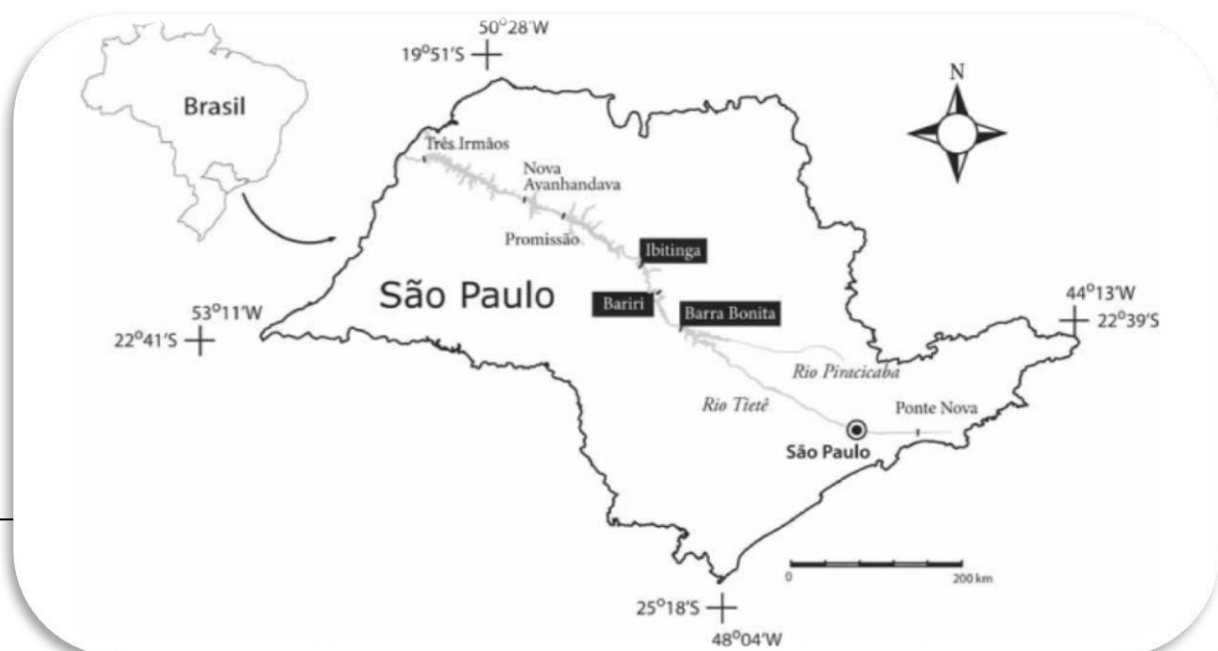 50°28'W
19°51'S
N
Brasil
Três Irmãos
Nova
Avanhandava
Promissão
Ibitinga
São Paulo
Bariri
Barra Bonita
53°11'W
22°41'S
44°13'W
22°39'S
Rio Piracicaba
Rio Tietê
Ponte Nova
São Paulo
0
200 km
25°18'S
48°04'W